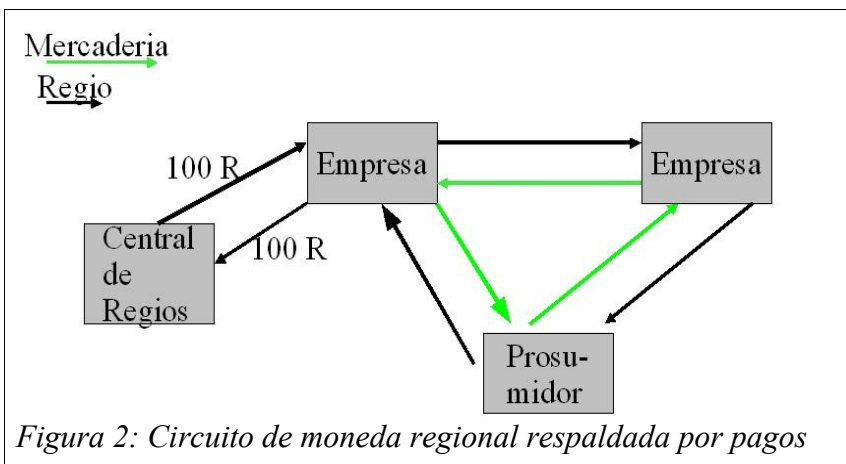 Mercaderia
Regio
100 R
Empresa
Empresa
Central
de
Regios
100 R
Prosu-
midor
Figura 2: Circuito de moneda regional respaldada por pagos